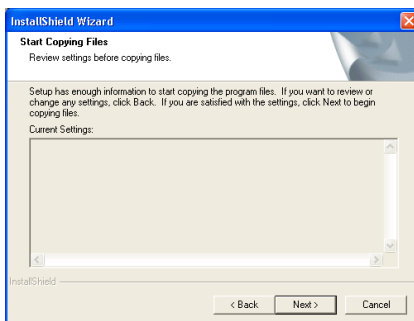 InstallShield Wizard
Start Copying Files
Review settings before copying files.
Setup has enough information to start copying the program files. If you want to review or
change any settings, click Back. If you are satisfied with the settings, click Next to begin
copying files.
Current Settings:
InstallShield
< Back
Next >
Cancel